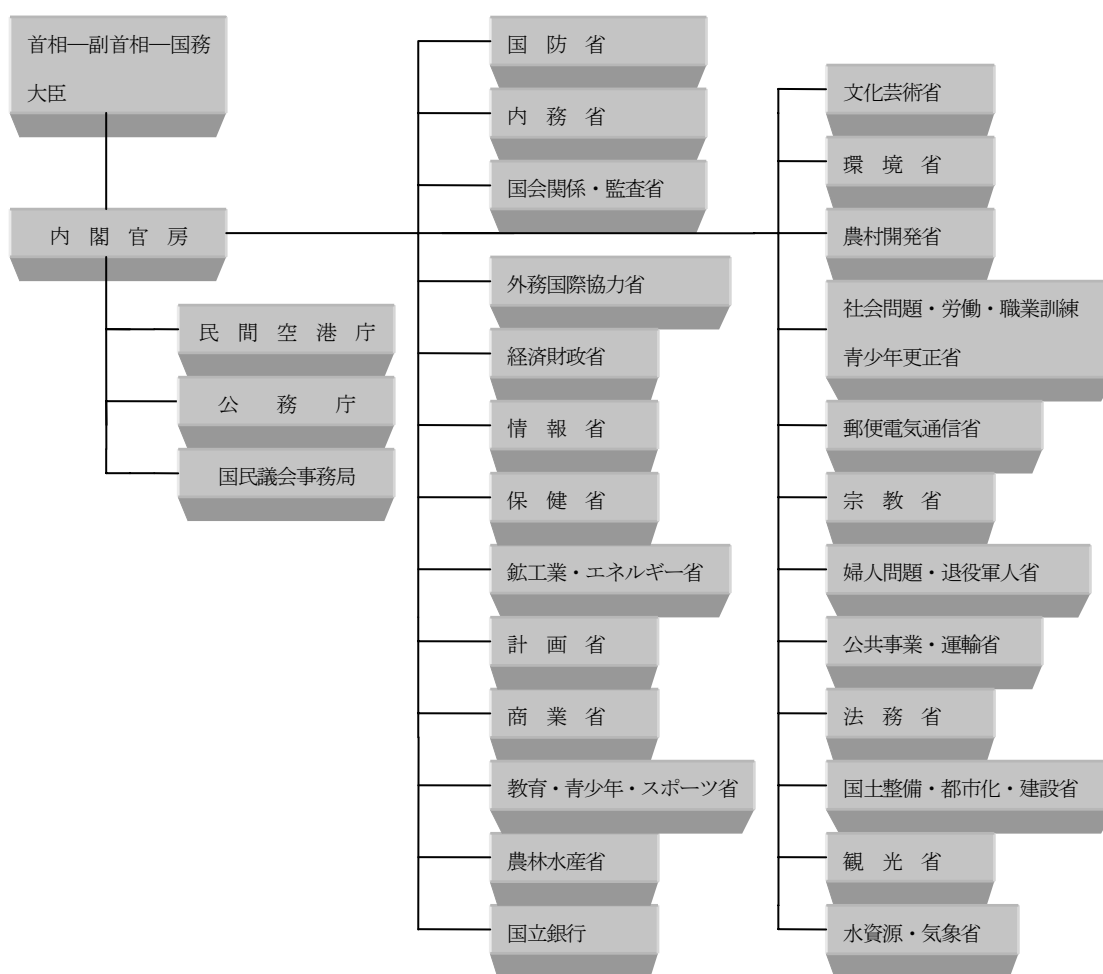 首相―副首相―国務
大臣
内 閣 官 房
民 間 空 港 庁
公 務 庁
国民議会事務局
国 防 省
内 務 省
国会関係・監査省
外務国際協力省
経済財政省
情 報 省
保 健 省
鉱工業・エネルギー省
計 画 省
商 業 省
教育・青少年・スポーツ省
農林水産省
国立銀行
文化芸術省
環 境 省
農村開発省
社会問題・労働・職業訓練
青少年更正省
郵便電気通信省
宗 教 省
婦人問題・退役軍人省
公共事業・運輸省
法 務 省
国土整備・都市化・建設省
観 光 省
水資源・気象省